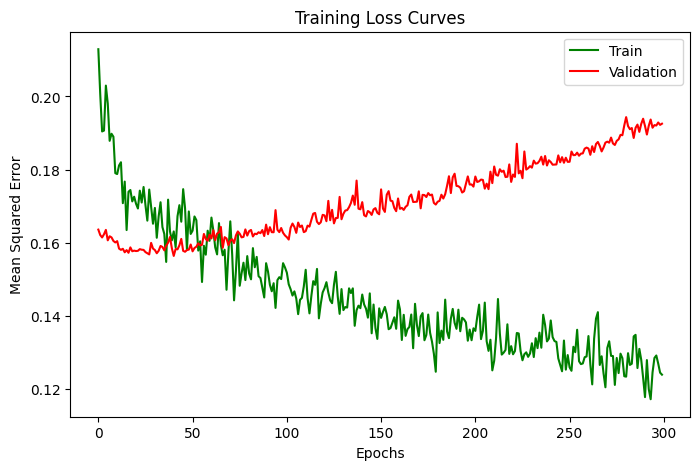 Training Loss Curves
Train
Validation
Mean Squared Error
0.20
0.18
0.16
0.14
0.12
0
50
100
150
200
250
300
Epochs